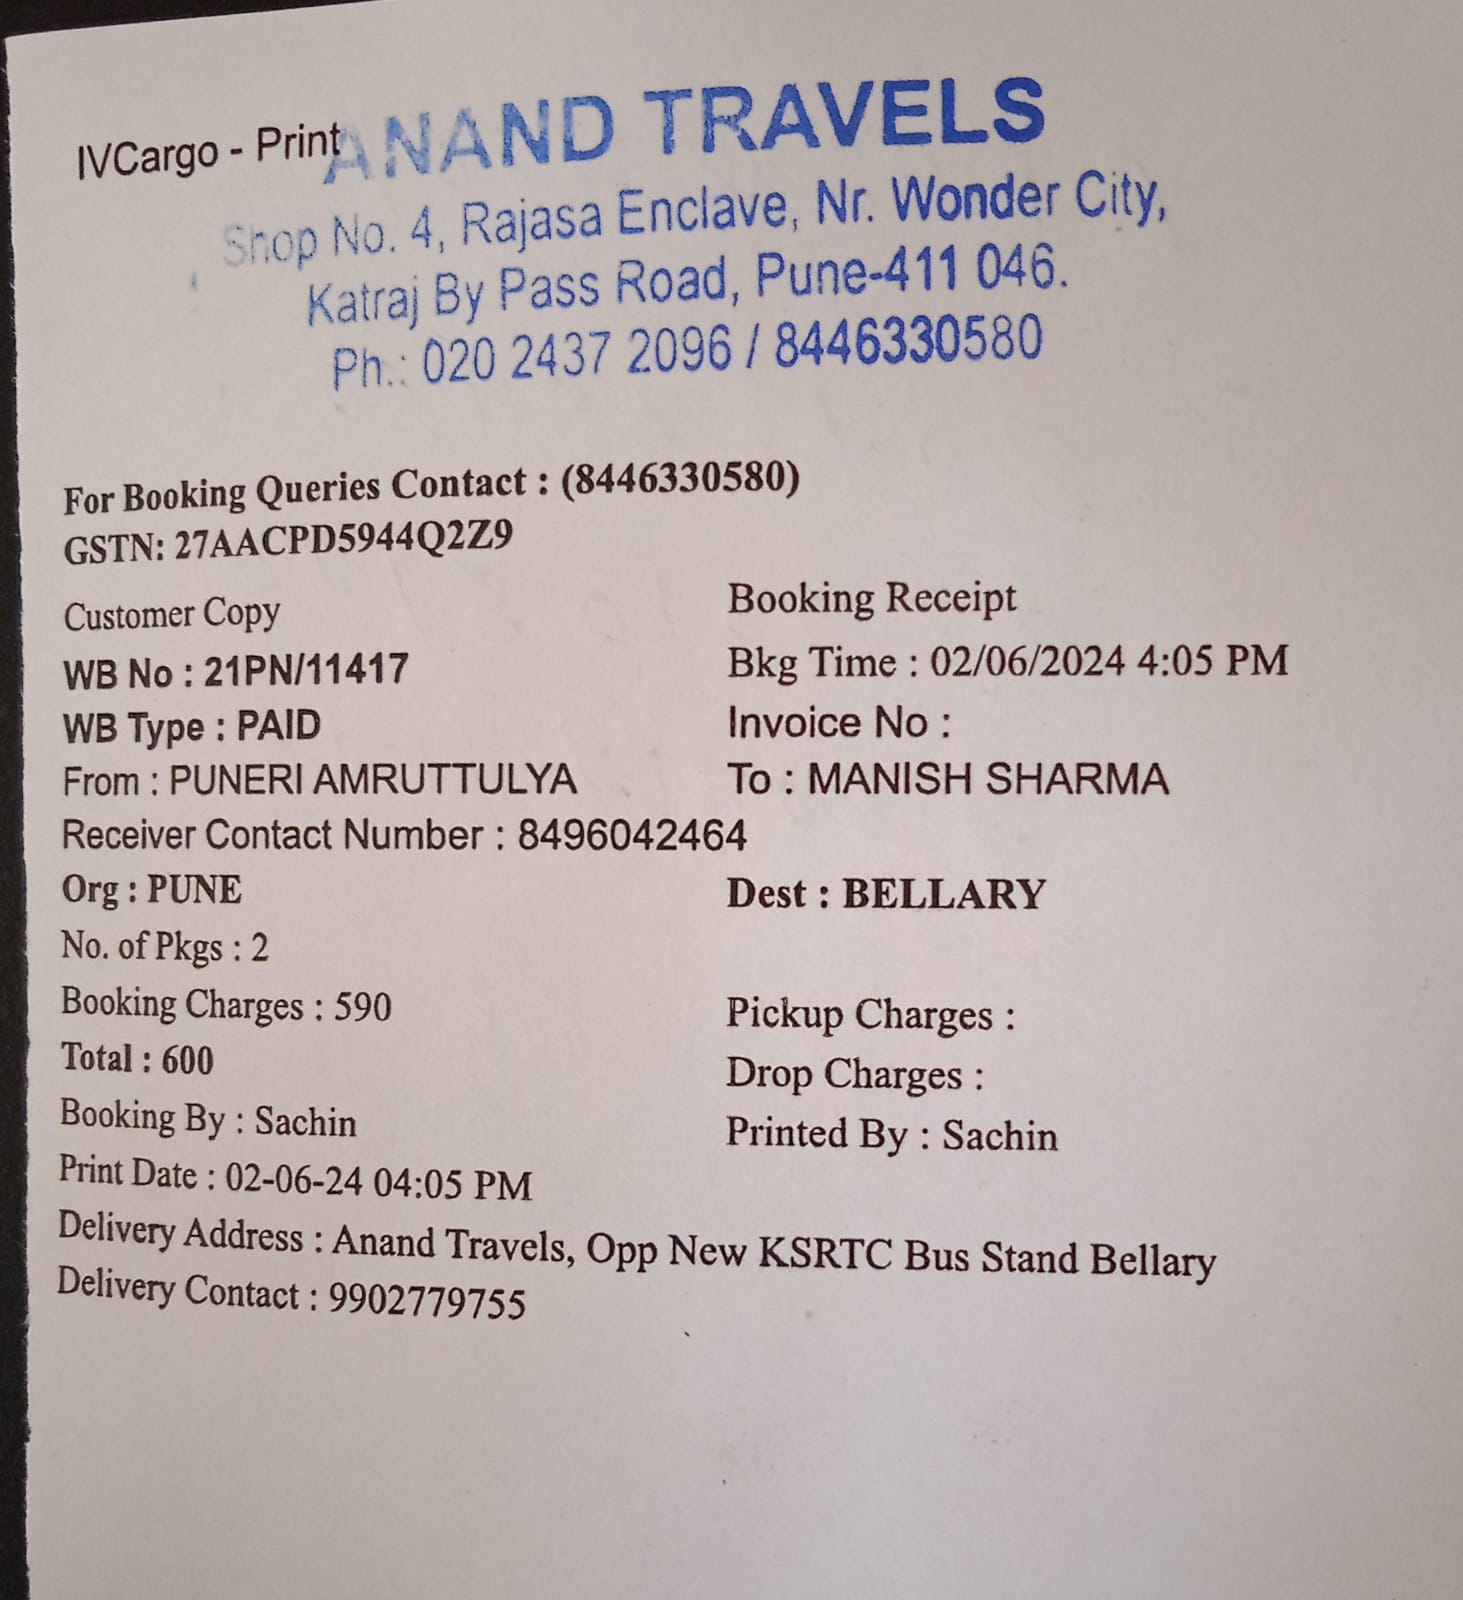 IVCargo - Print
ANAND TRAVELS
Shop No. 4, Rajasa Enclave, Nr. Wonder City,
Katraj By Pass Road, Pune-411 046.
Ph.: 020 2437 2096 / 8446330580
For Booking Queries Contact : (8446330580)
GSTN: 27AACPD5944Q2Z9
Customer Copy Booking Receipt
WB No : 21PN/11417 Bkg Time : 02/06/2024 4:05 PM
WB Type : PAID Invoice No :
From : PUNERI AMRUTTULYA To : MANISH SHARMA
Receiver Contact Number : 8496042464
Org : PUNE Dest : BELLARY
No. of Pkgs : 2
Booking Charges : 590 Pickup Charges :
Total : 600 Drop Charges :
Booking By : Sachin Printed By : Sachin
Print Date : 02-06-24 04:05 PM
Delivery Address : Anand Travels, Opp New KSRTC Bus Stand Bellary
Delivery Contact : 9902779755